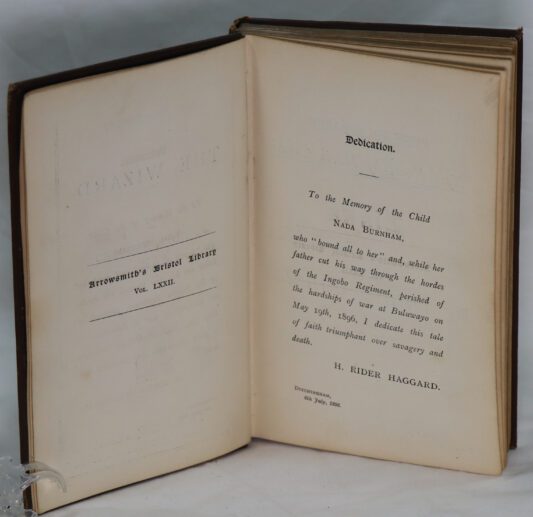 Arrowsmith's Bristol Library
VOL. LXXII.
Dedication.
To the Memory of the Child
NADA BURNHAM,
who "bound all to her" and, while her
father cut his way through the hordes
of the Ingobo Regiment, perished of
the hardships of war at Buluwayo on
May 19th, 1896, I dedicate this tale
of faith triumphant over savagery and
death.
H. RIDER HAGGARD.
DITCHINGHAM,